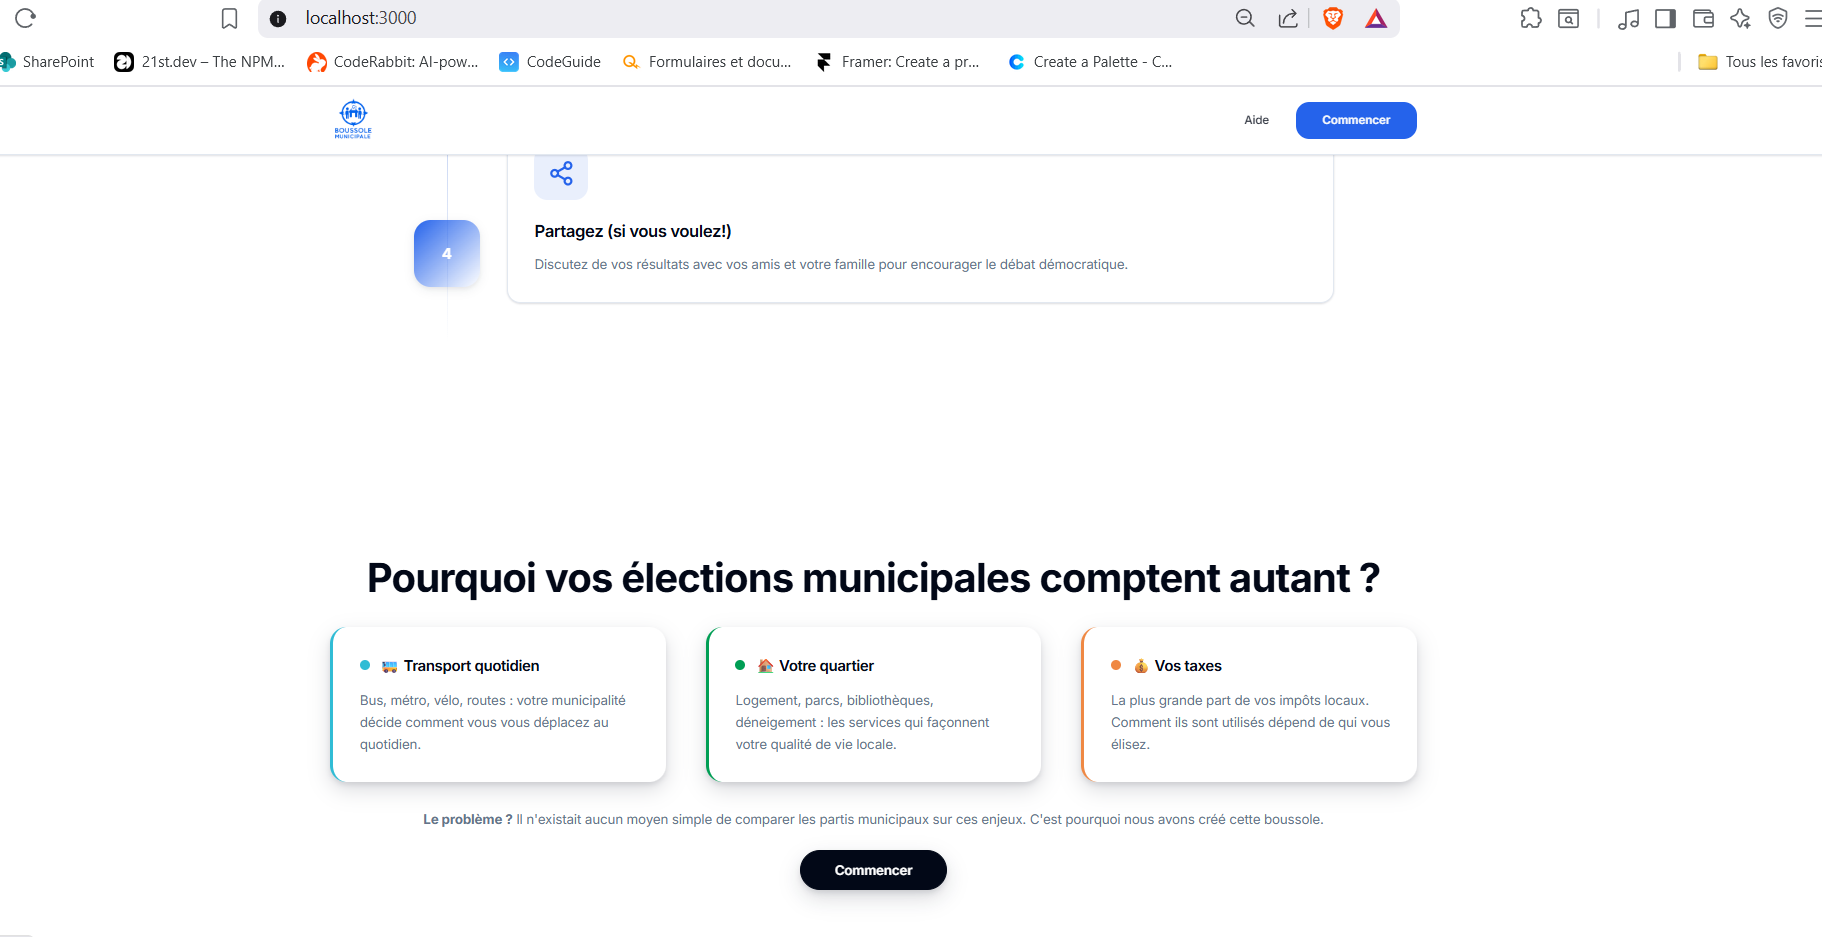 localhost:3000
SharePoint
21st.dev – The NPM...
CodeRabbit: AI-pow...
CodeGuide
Formulaires et docu...
Framer: Create a pr...
Create a Palette - C...
Tous les favoris
BOUSSOLE
MUNICIPALE
Aide
Commencer
4
Partagez (si vous voulez!)
Discutez de vos résultats avec vos amis et votre famille pour encourager le débat démocratique.
Pourquoi vos élections municipales comptent autant ?
Transport quotidien
Bus, métro, vélo, routes : votre municipalité
décide comment vous vous déplacez au
quotidien.
Votre quartier
Logement, parcs, bibliothèques,
déneigement : les services qui façonnent
votre qualité de vie locale.
Vos taxes
La plus grande part de vos impôts locaux.
Comment ils sont utilisés dépend de qui vous
élisez.
Le problème ? Il n'existait aucun moyen simple de comparer les partis municipaux sur ces enjeux. C'est pourquoi nous avons créé cette boussole.
Commencer